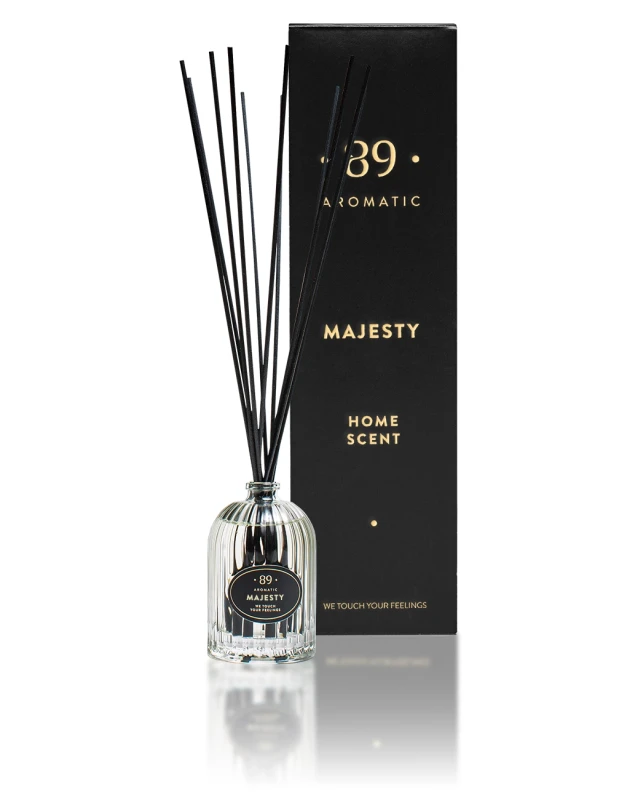 · 89 ·
AROMATIC
MAJESTY
HOME
SCENT
WE TOUCH YOUR FEELINGS
· 89 ·
AROMATIC
MAJESTY
WE TOUCH
YOUR FEELINGS